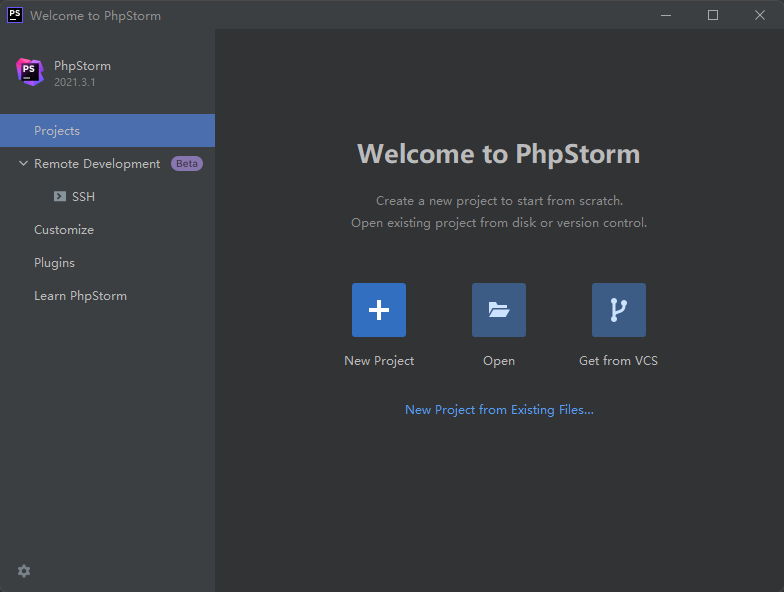 PS Welcome to PhpStorm
PS PhpStorm
2021.3.1
Projects
Remote Development Beta
SSH
Customize
Plugins
Learn PhpStorm
Welcome to PhpStorm
Create a new project to start from scratch.
Open existing project from disk or version control.
New Project Open Get from VCS
New Project from Existing Files...